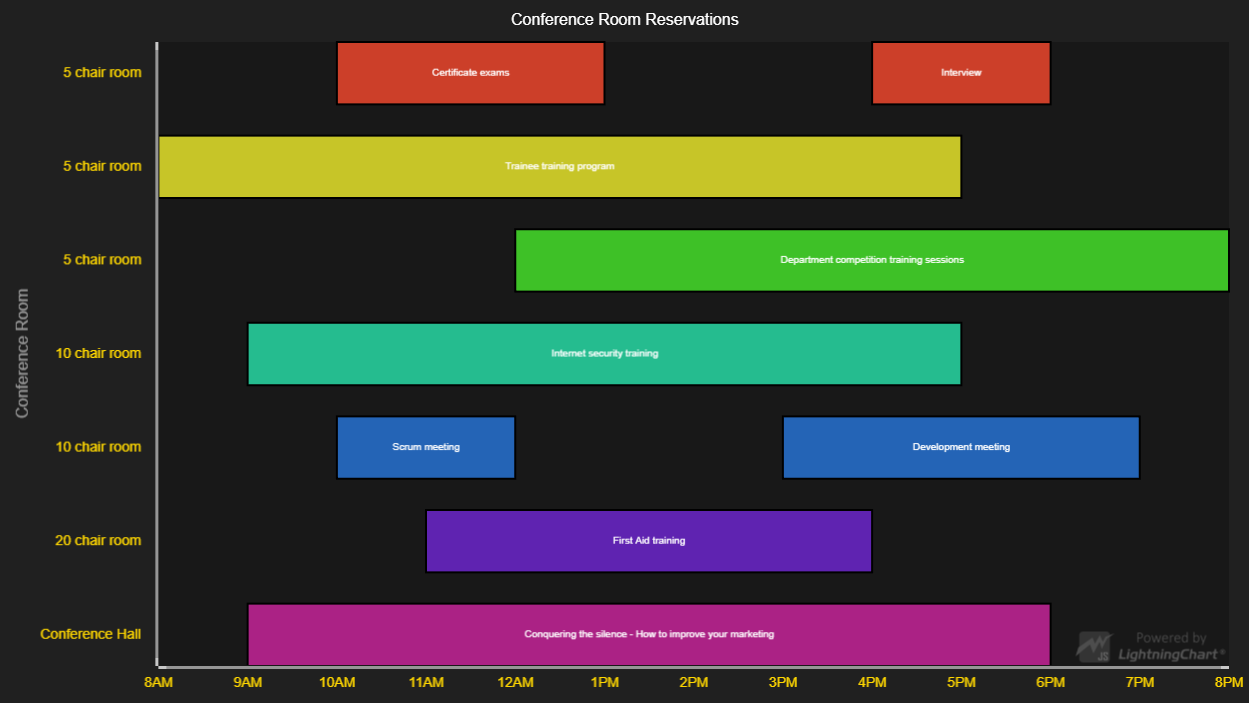 Conference Room Reservations
5 chair room
Certificate exams
Interview
5 chair room
Trainee training program
5 chair room
Department competition training sessions
Conference Room
10 chair room
Internet security training
10 chair room
Scrum meeting
Development meeting
20 chair room
First Aid training
Conference Hall
Conquering the silence - How to improve your marketing
Powered by
JS
LightningChart®
8AM 9AM 10AM 11AM 12AM 1PM 2PM 3PM 4PM 5PM 6PM 7PM 8PM